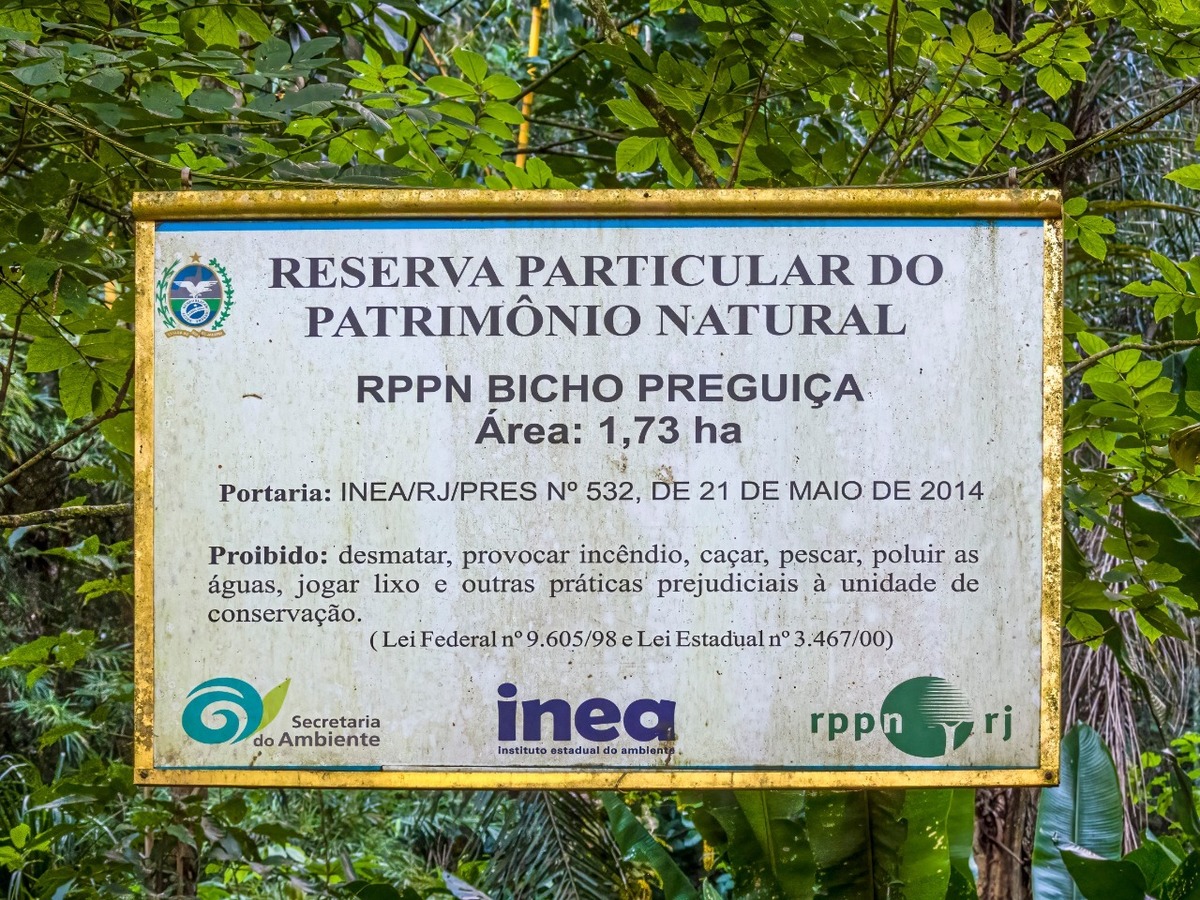 RESERVA PARTICULAR DO
PATRIMÔNIO NATURAL
RPPN BICHO PREGUIÇA
Área: 1,73 ha
Portaria: INEA/RJ/PRES Nº 532, DE 21 DE MAIO DE 2014
Proibido: desmatar, provocar incêndio, caçar, pescar, poluir as
águas, jogar lixo e outras práticas prejudiciais à unidade de
conservação.
( Lei Federal nº 9.605/98 e Lei Estadual nº 3.467/00)
Secretaria
do Ambiente
inea
instituto estadual do ambiente
rppn rj